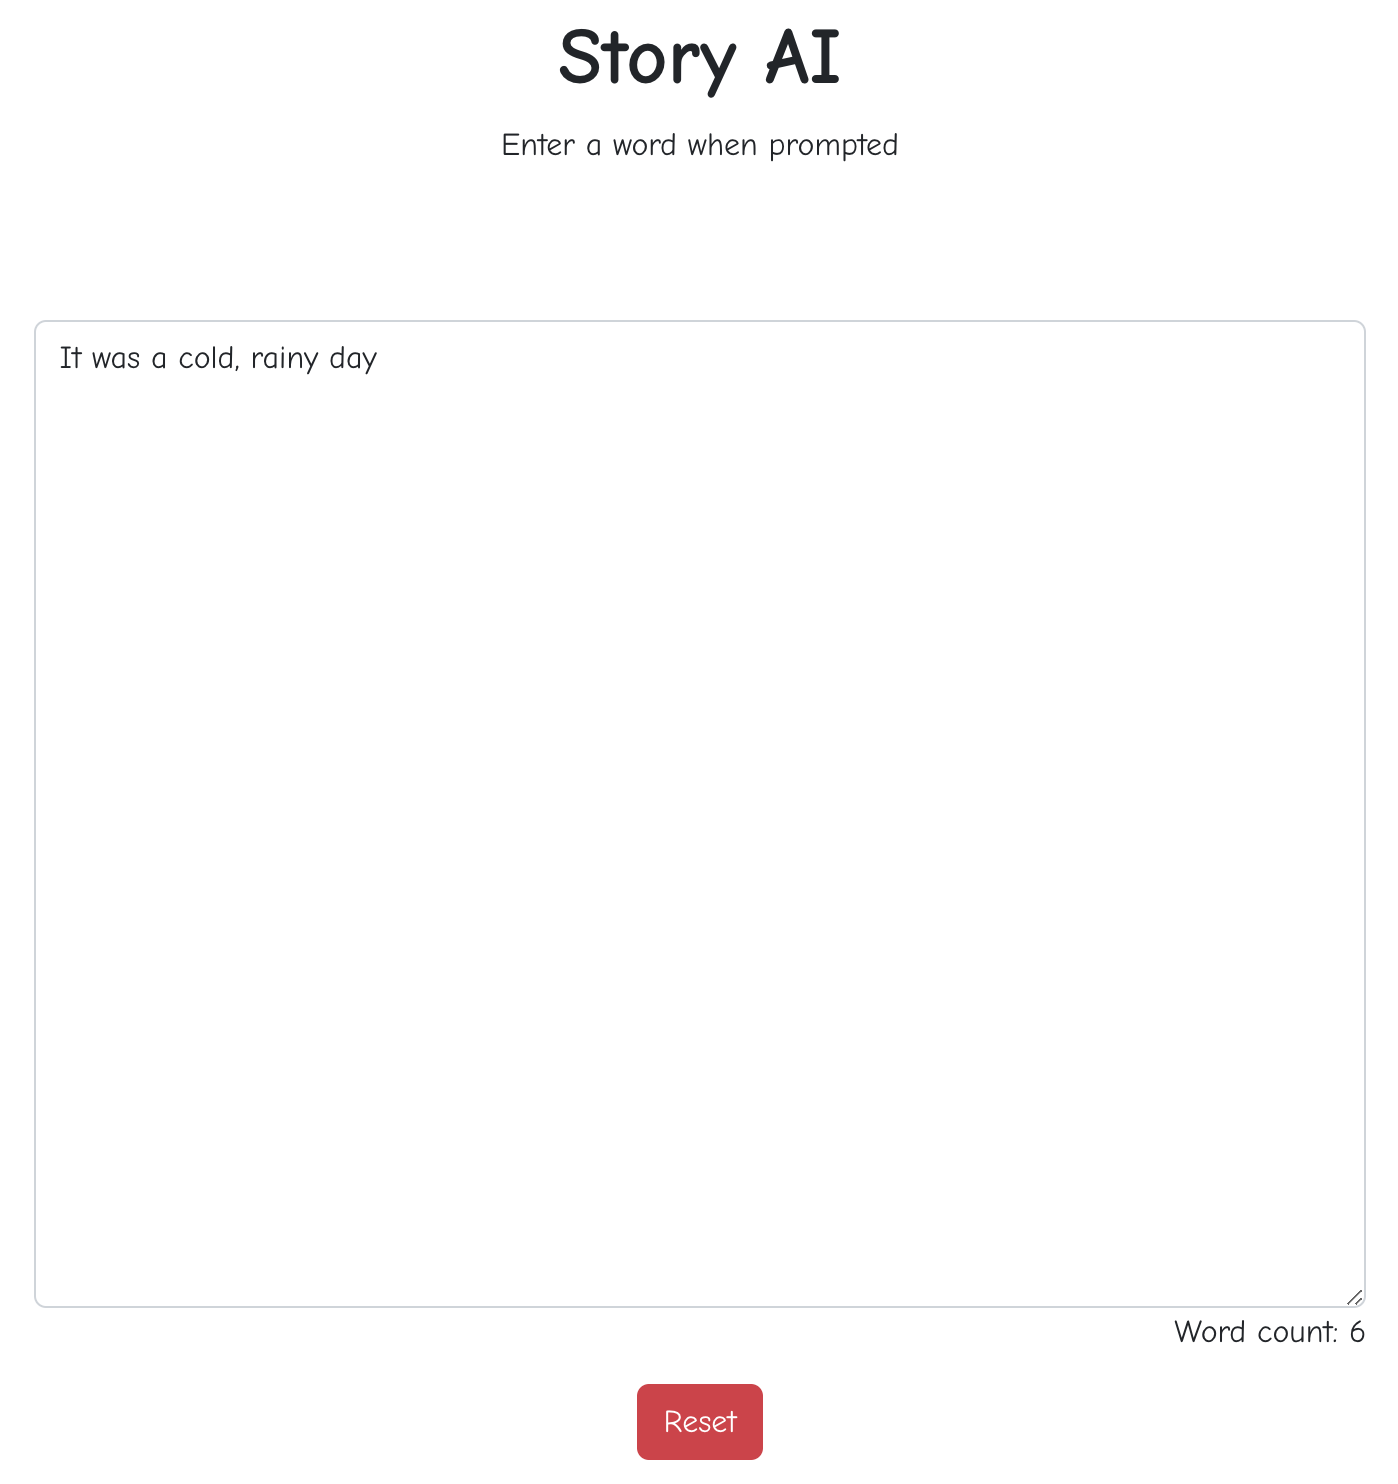 Story AI
Enter a word when prompted
It was a cold, rainy day
Word count: 6
Reset